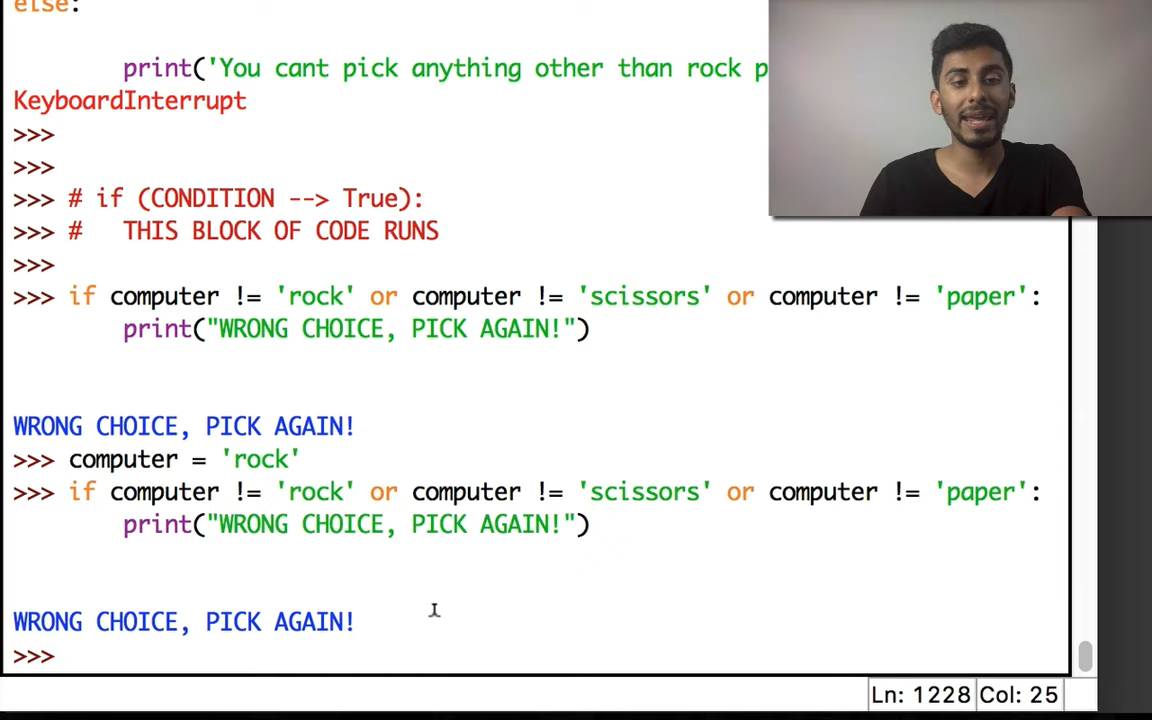 else:
print('You cant pick anything other than rock p
KeyboardInterrupt
>>>
>>>
>>> # if (CONDITION --> True):
>>> #   THIS BLOCK OF CODE RUNS
>>>
>>> if computer != 'rock' or computer != 'scissors' or computer != 'paper':
print("WRONG CHOICE, PICK AGAIN!")
WRONG CHOICE, PICK AGAIN!
>>> computer = 'rock'
>>> if computer != 'rock' or computer != 'scissors' or computer != 'paper':
print("WRONG CHOICE, PICK AGAIN!")
WRONG CHOICE, PICK AGAIN!
>>>
Ln: 1228 Col: 25